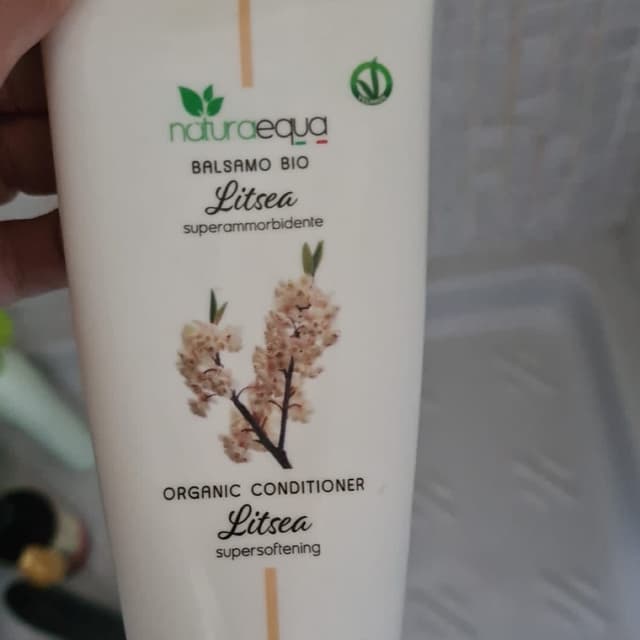 naturaequa
BALSAMO BIO
Litsea
superammorbidente
ORGANIC CONDITIONER
Litsea
supersoftening